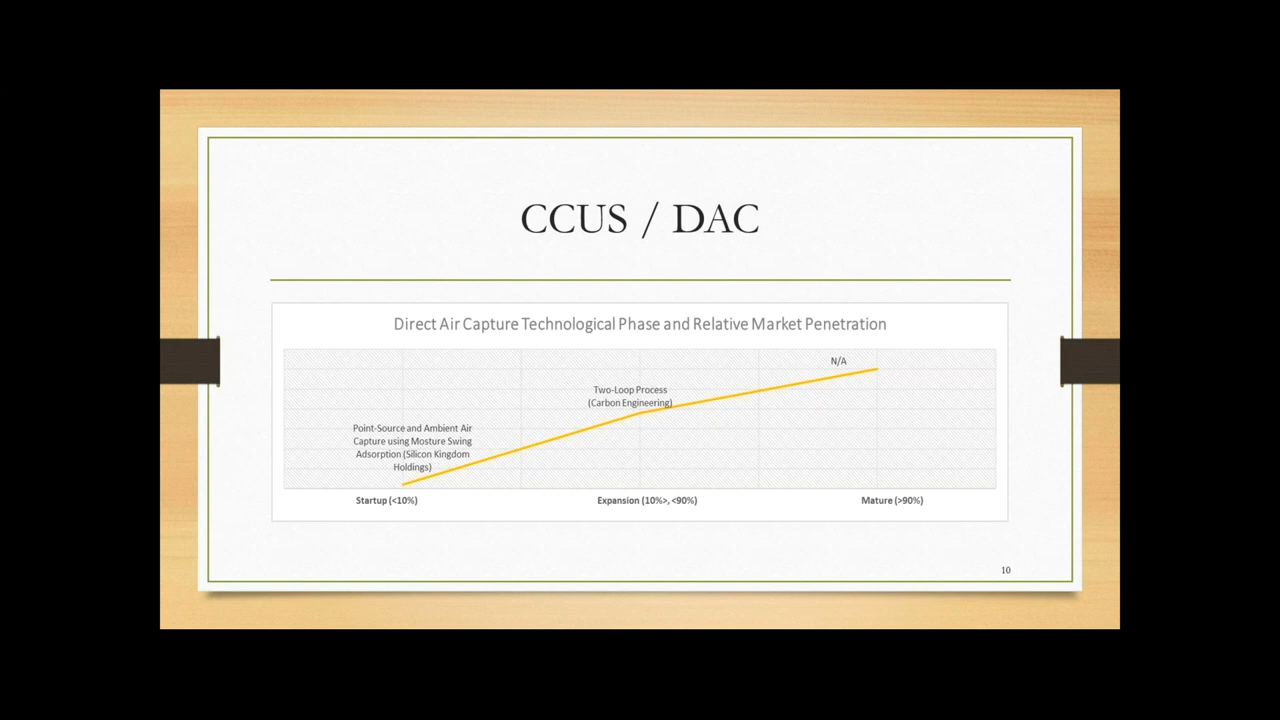 CCUS / DAC
Direct Air Capture Technological Phase and Relative Market Penetration
N/A
Two-Loop Process
(Carbon Engineering)
Point-Source and Ambient Air
Capture using Mosture Swing
Adsorption (Silicon Kingdom
Holdings)
Startup (<10%)
Expansion (10%>, <90%)
Mature (>90%)
10